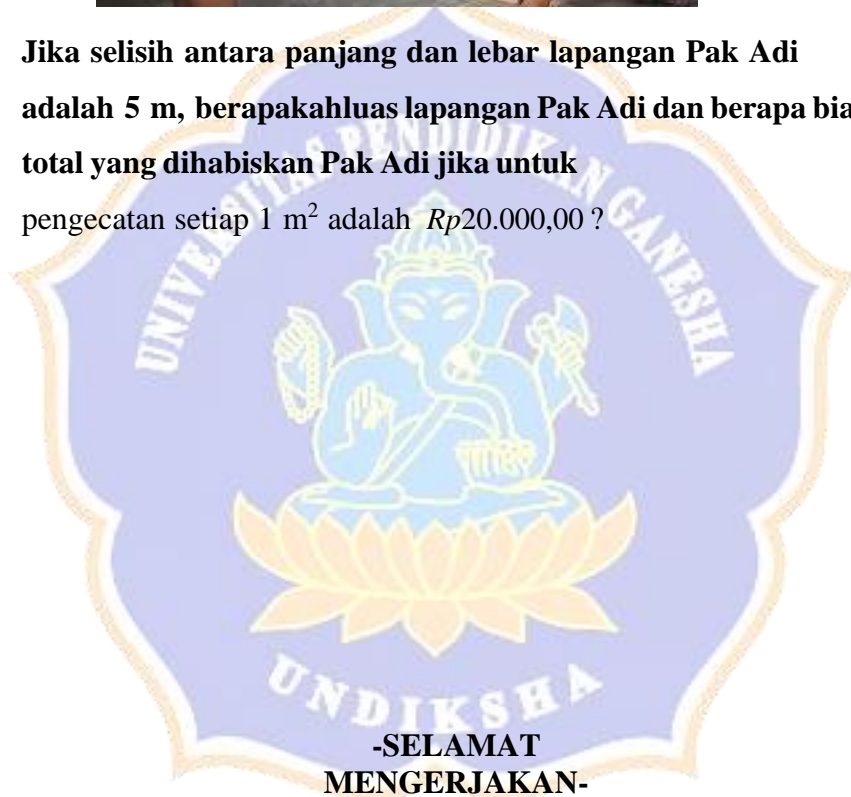 Jika selisih antara panjang dan lebar lapangan Pak Adi
adalah 5 m, berapakahluas lapangan Pak Adi dan berapa
total yang dihabiskan Pak Adi jika untuk
pengecatan setiap 1 m² adalah Rp20.000,00 ?
UNIVERSITAS PENDIDIKAN GANESHA
UNDIKSHA
-SELAMAT
MENGERJAKAN-